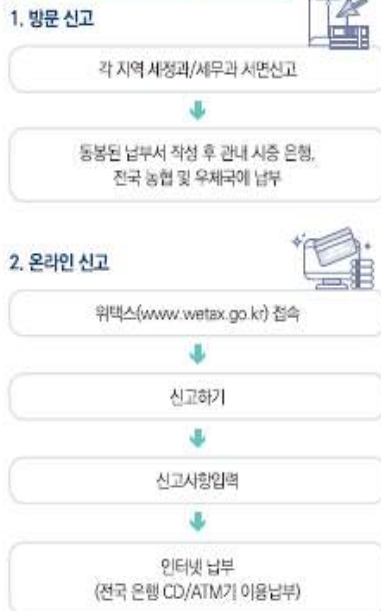 1. 방문 신고
각 지역 세정과/세무과 서면신고
동봉된 납부서 작성 후 관내 시중 은행,
전국 농협 및 우체국에 납부
2. 온라인 신고
위택스(www.wetax.go.kr) 접속
신고하기
신고사항입력
인터넷 납부
(전국 은행 CD/ATM기 이용납부)